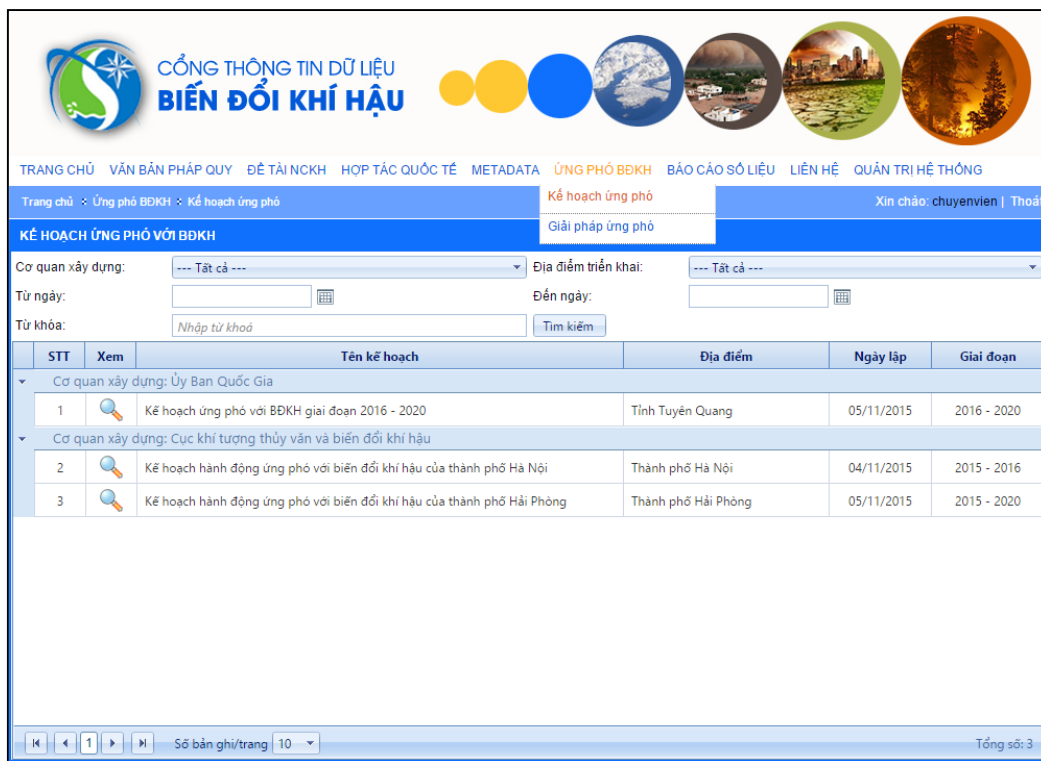 CỔNG THÔNG TIN DỮ LIỆU
BIẾN ĐỔI KHÍ HẬU
TRANG CHỦ VĂN BẢN PHÁP QUY ĐỀ TÀI NCKH HỢP TÁC QUỐC TẾ METADATA ỨNG PHÓ BĐKH BÁO CÁO SỐ LIỆU LIÊN HỆ QUẢN TRỊ HỆ THỐNG
Trang chủ Ứng phó BĐKH Kế hoạch ứng phó Xin chào: chuyenvien | Thoát
Kế hoạch ứng phó
Giải pháp ứng phó
KẾ HOẠCH ỨNG PHÓ VỚI BĐKH
Cơ quan xây dựng: --- Tất cả --- Địa điểm triển khai: --- Tất cả ---
Từ ngày: Đến ngày:
Từ khóa: Nhập từ khoá Tìm kiếm
STT Xem Tên kế hoạch Địa điểm Ngày lập Giai đoạn
Cơ quan xây dựng: Ủy Ban Quốc Gia
1 Kế hoạch ứng phó với BĐKH giai đoạn 2016 - 2020 Tỉnh Tuyên Quang 05/11/2015 2016 - 2020
Cơ quan xây dựng: Cục khí tượng thủy văn và biến đổi khí hậu
2 Kế hoạch hành động ứng phó với biến đổi khí hậu của thành phố Hà Nội Thành phố Hà Nội 04/11/2015 2015 - 2016
3 Kế hoạch hành động ứng phó với biến đổi khí hậu của thành phố Hải Phòng Thành phố Hải Phòng 05/11/2015 2015 - 2020
1 Số bản ghi/trang 10 Tổng số: 3